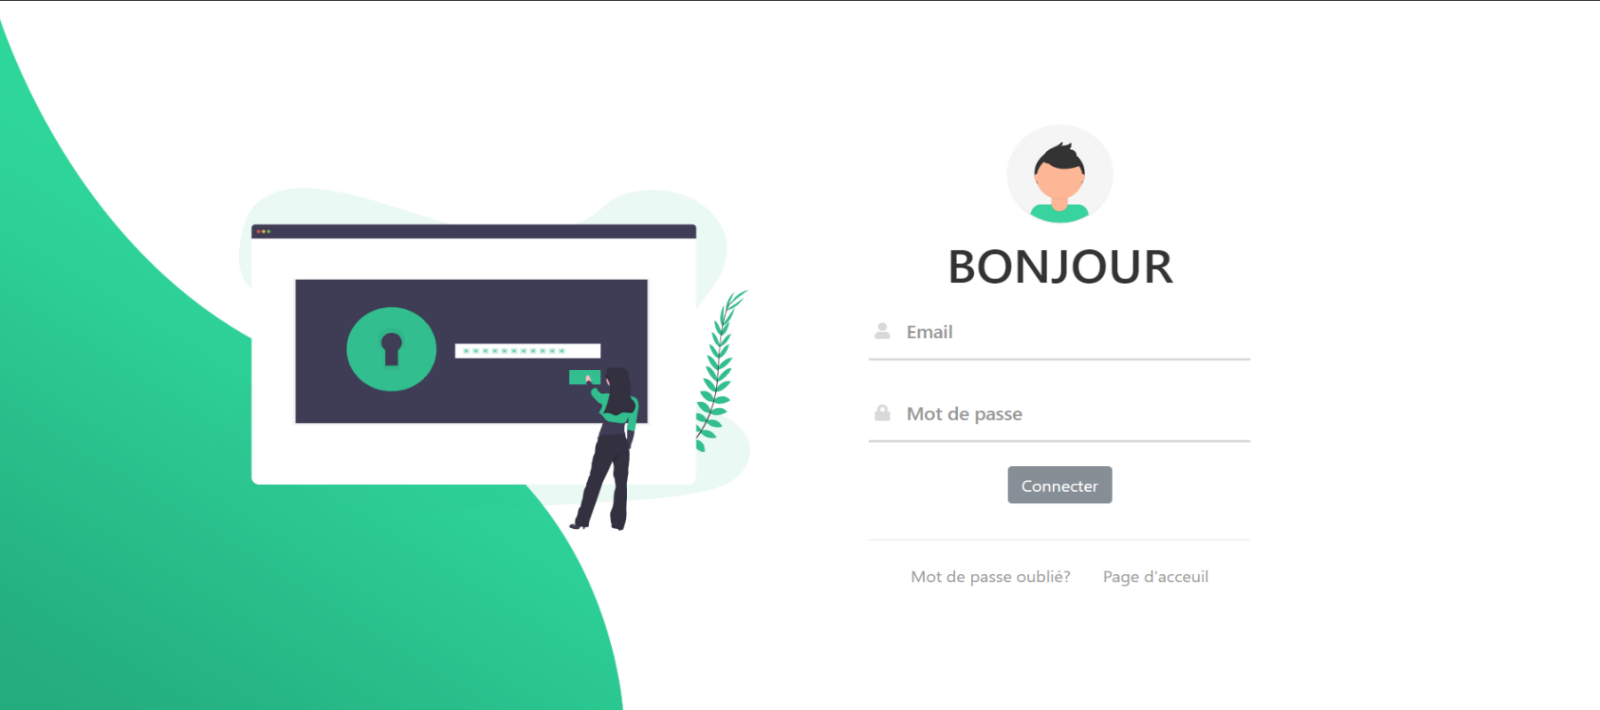 BONJOUR
Email
Mot de passe
Connecter
Mot de passe oublié? Page d'acceuil